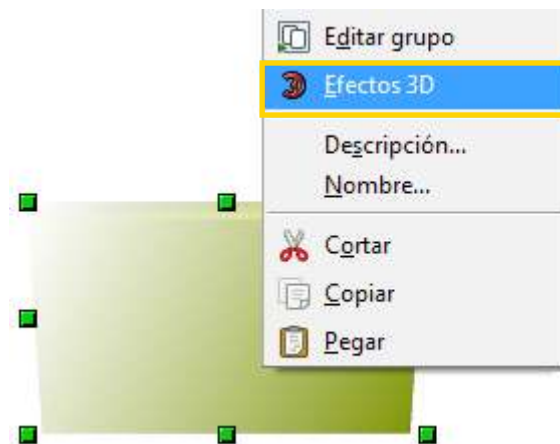 Editar grupo
Efectos 3D
Descripción...
Nombre...
Cortar
Copiar
Pegar